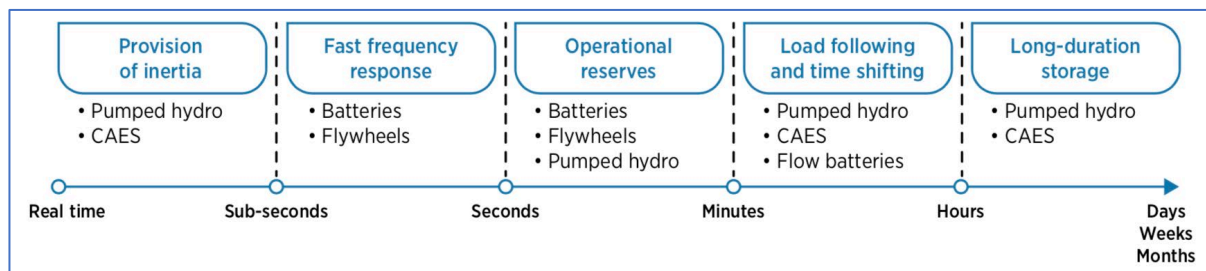 Provision
of inertia
• Pumped hydro
• CAES
Fast frequency
response
• Batteries
• Flywheels
Operational
reserves
• Batteries
• Flywheels
• Pumped hydro
Load following
and time shifting
• Pumped hydro
• CAES
• Flow batteries
Long-duration
storage
• Pumped hydro
• CAES
Real time
Sub-seconds
Seconds
Minutes
Hours
Days
Weeks
Months